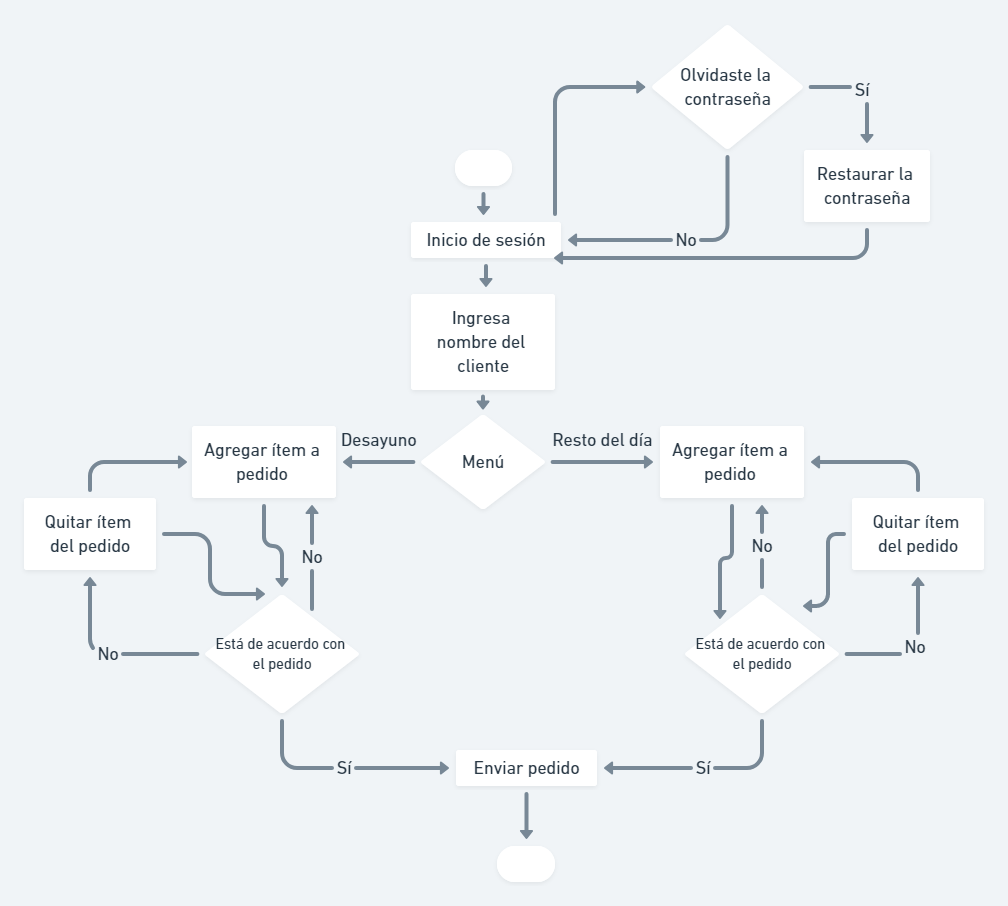 Olvidaste la
contraseña
Sí
Restaurar la
contraseña
Inicio de sesión
No
Ingresa
nombre del
cliente
Menú
Desayuno
Resto del día
Agregar ítem a
pedido
Agregar ítem a
pedido
Quitar ítem
del pedido
No
No
Quitar ítem
del pedido
Está de acuerdo con
el pedido
No
Está de acuerdo con
el pedido
No
Sí
Enviar pedido
Sí